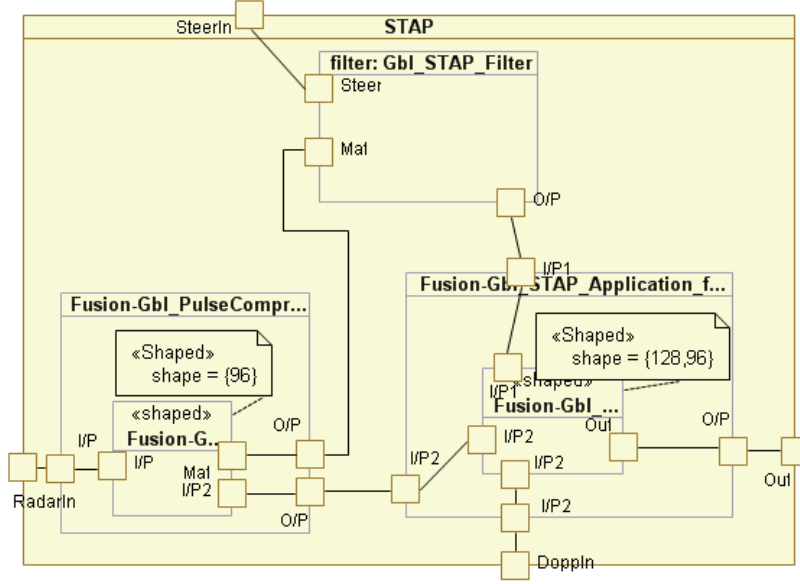 SteerIn
STAP
filter: Gbl_STAP_Filter
Steer
Mat
O/P
I/P1
Fusion-Gbl_STAP_Application_f...
Fusion-Gbl_PulseCompr...
«Shaped»
shape = {96}
«Shaped»
shape = {128,96}
«shaped»
Fusion-G...
«shaped»
I/P1
Fusion-Gbl_...
O/P
I/P
I/P
Mat
I/P2
O/P
RadarIn
I/P2
I/P2
Out
O/P
I/P2
I/P2
Out
DoppIn